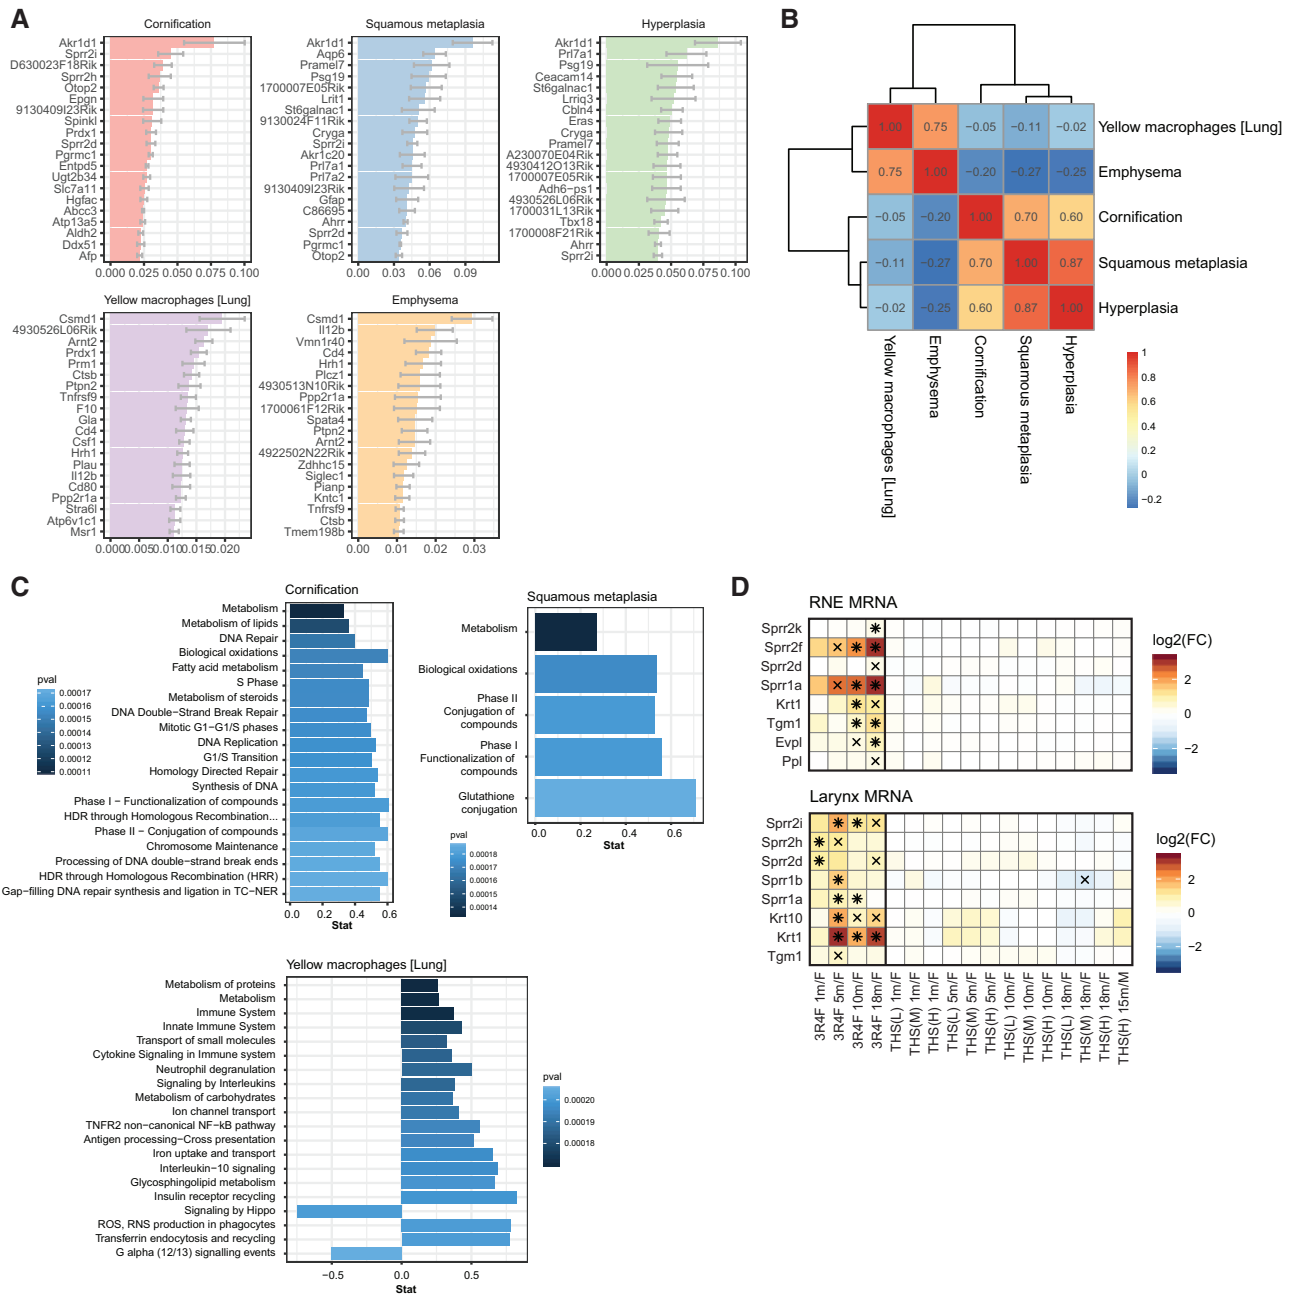 A
Cornification
Akr1d1
Sprr2i
D630023F18Rik
Sprr2h
Otop2
Epgn
9130409I23Rik
Spinkl
Prdx1
Sprr2d
Pgrmc1
Entpd5
Ugt2b34
Slc7a11
Hgfac
Abcc3
Atp13a5
Aldh2
Ddx51
Afp
0.000 0.025 0.050 0.075 0.100
Squamous metaplasia
Akr1d1
Aqp6
Pramel7
Psg19
1700007E05Rik
Lrit1
St6galnac1
9130024F11Rik
Cryga
Sprr2i
Akr1c20
Prl7a1
Prl7a2
9130409I23Rik
Gfap
C86695
Ahrr
Sprr2d
Pgrmc1
Otop2
0.00 0.03 0.06 0.09
Hyperplasia
Akr1d1
Prl7a1
Psg19
Ceacam14
St6galnac1
Lrriq3
Cbln4
Eras
Cryga
Pramel7
A230070E04Rik
4930412O13Rik
1700007E05Rik
Adh6-ps1
4930526L06Rik
1700031L13Rik
Tbx18
1700008F21Rik
Ahrr
Sprr2i
0.000 0.025 0.050 0.075 0.100
Yellow macrophages [Lung]
Csmd1
4930526L06Rik
Arnt2
Prdx1
Prm1
Ctsb
Ptpn2
Tnfrsf9
F10
Gla
Cd4
Csf1
Hrh1
Plau
Il12b
Cd80
Ppp2r1a
Stra6l
Atp6v1c1
Msr1
0.000 0.005 0.010 0.015 0.020
Emphysema
Csmd1
Il12b
Vmn1r40
Cd4
Hrh1
Plcz1
4930513N10Rik
Ppp2r1a
1700061F12Rik
Spata4
Ptpn2
Arnt2
4922502N22Rik
Zdhhc15
Siglec1
Pianp
Kntc1
Tnfrsf9
Ctsb
Tmem198b
0.00 0.01 0.02 0.03
B
1.00 0.75 −0.05 −0.11 −0.02 Yellow macrophages [Lung]
0.75 1.00 −0.20 −0.27 −0.25 Emphysema
−0.05 −0.20 1.00 0.70 0.60 Cornification
−0.11 −0.27 0.70 1.00 0.87 Squamous metaplasia
−0.02 −0.25 0.60 0.87 1.00 Hyperplasia
Yellow macrophages [Lung]
Emphysema
Cornification
Squamous metaplasia
Hyperplasia
1
0.8
0.6
0.4
0.2
0
−0.2
C
Cornification
Metabolism
Metabolism of lipids
DNA Repair
Biological oxidations
Fatty acid metabolism
S Phase
Metabolism of steroids
DNA Double−Strand Break Repair
Mitotic G1−G1/S phases
DNA Replication
G1/S Transition
Homology Directed Repair
Synthesis of DNA
Phase I − Functionalization of compounds
HDR through Homologous Recombination...
Phase II − Conjugation of compounds
Chromosome Maintenance
Processing of DNA double−strand break ends
HDR through Homologous Recombination (HRR)
Gap−filling DNA repair synthesis and ligation in TC−NER
0.0 0.2 0.4 0.6
Stat
pval
0.00017
0.00016
0.00015
0.00014
0.00013
0.00012
0.00011
Squamous metaplasia
Metabolism
Biological oxidations
Phase II
Conjugation of
compounds
Phase I
Functionalization of
compounds
Glutathione
conjugation
0.0 0.2 0.4 0.6
Stat
pval
0.00018
0.00017
0.00016
0.00015
0.00014
Yellow macrophages [Lung]
Metabolism of proteins
Metabolism
Immune System
Innate Immune System
Transport of small molecules
Cytokine Signaling in Immune system
Neutrophil degranulation
Signaling by Interleukins
Metabolism of carbohydrates
Ion channel transport
TNFR2 non−canonical NF−kB pathway
Antigen processing−Cross presentation
Iron uptake and transport
Interleukin−10 signaling
Glycosphingolipid metabolism
Insulin receptor recycling
Signaling by Hippo
ROS, RNS production in phagocytes
Transferrin endocytosis and recycling
G alpha (12/13) signalling events
−0.5 0.0 0.5
Stat
pval
0.00020
0.00019
0.00018
D
RNE MRNA
Sprr2k
Sprr2f
Sprr2d
Sprr1a
Krt1
Tgm1
Evpl
Ppl
log2(FC)
2
0
−2
Larynx MRNA
Sprr2i
Sprr2h
Sprr2d
Sprr1b
Sprr1a
Krt10
Krt1
Tgm1
log2(FC)
2
0
−2
3R4F 1m/F
3R4F 5m/F
3R4F 10m/F
3R4F 18m/F
THS(L) 1m/F
THS(M) 1m/F
THS(H) 1m/F
THS(L) 5m/F
THS(M) 5m/F
THS(H) 5m/F
THS(L) 10m/F
THS(M) 10m/F
THS(H) 10m/F
THS(L) 18m/F
THS(M) 18m/F
THS(H) 18m/F
THS(H) 15m/M